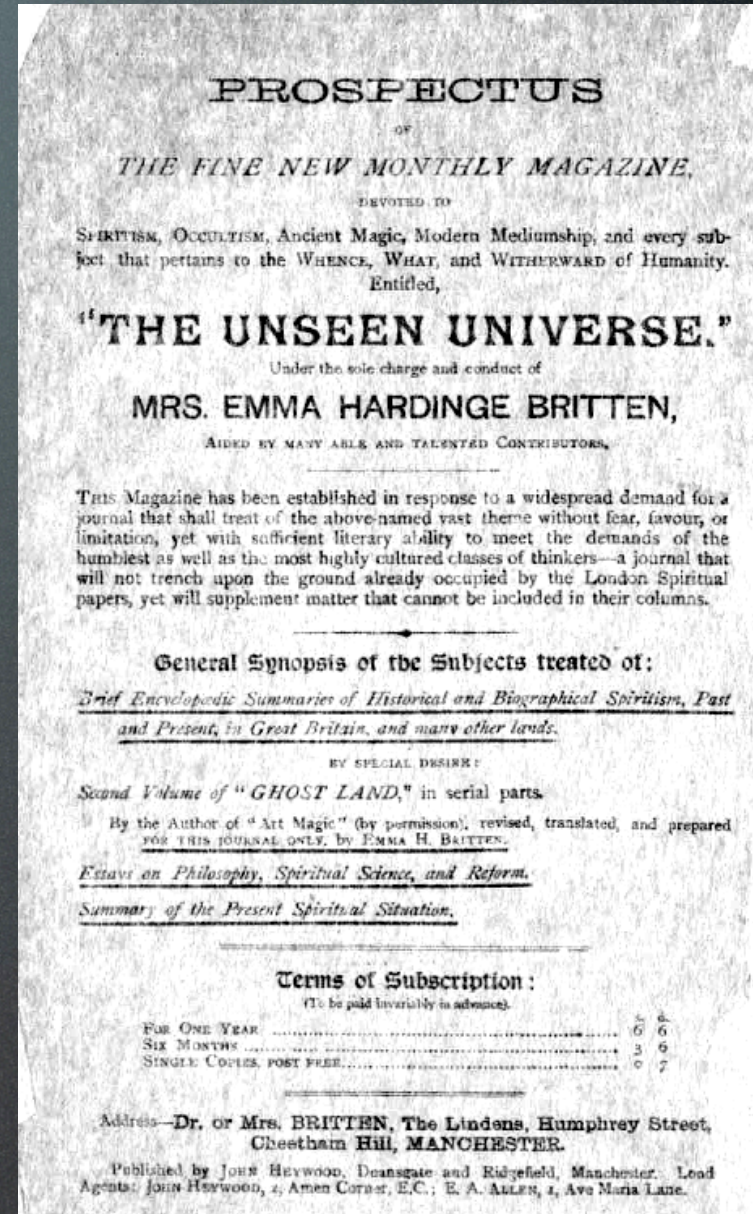 PROSPECTUS
OF
THE FINE NEW MONTHLY MAGAZINE,
DEVOTED TO
SPIRITISM, OCCULTISM, Ancient Magic, Modern Mediumship, and every sub-
ject that pertains to the WHENCE, WHAT, and WITHERWARD of Humanity.
Entitled,
"THE UNSEEN UNIVERSE."
Under the sole charge and conduct of
MRS. EMMA HARDINGE BRITTEN,
AIDED BY MANY ABLE AND TALENTED CONTRIBUTORS.
THIS Magazine has been established in response to a widespread demand for a
journal that shall treat of the above-named vast theme without fear, favour, or
limitation, yet with sufficient literary ability to meet the demands of the
humblest as well as the most highly cultured classes of thinkers—a journal that
will not trench upon the ground already occupied by the London Spiritual
papers, yet will supplement matter that cannot be included in their columns.
General Synopsis of the Subjects treated of:
Brief Encyclopædic Summaries of Historical and Biographical Spiritism, Past
and Present, in Great Britain, and many other lands.
BY SPECIAL DESIRE:
Second Volume of "GHOST LAND," in serial parts.
By the Author of "Art Magic" (by permission), revised, translated, and prepared
FOR THIS JOURNAL ONLY, by EMMA H. BRITTEN.
Essays on Philosophy, Spiritual Science, and Reform.
Summary of the Present Spiritual Situation.
Terms of Subscription:
(To be paid invariably in advance).
s. d.
FOR ONE YEAR 6 6
SIX MONTHS 3 6
SINGLE COPIES, POST FREE 0 7
Address—Dr. or Mrs. BRITTEN, The Lindens, Humphrey Street,
Cheetham Hill, MANCHESTER.
Published by JOHN HEYWOOD, Deansgate and Ridgefield, Manchester. Lond
Agents: JOHN HEYWOOD, 2, Amen Corner, E.C.; E. A. ALLEN, 1, Ave Maria Lane.